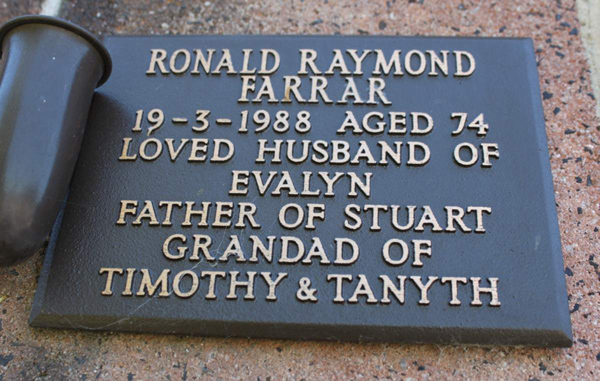 RONALD RAYMOND
FARRAR
19-3-1988 AGED 74
LOVED HUSBAND OF
EVALYN
FATHER OF STUART
GRANDAD OF
TIMOTHY & TANYTH